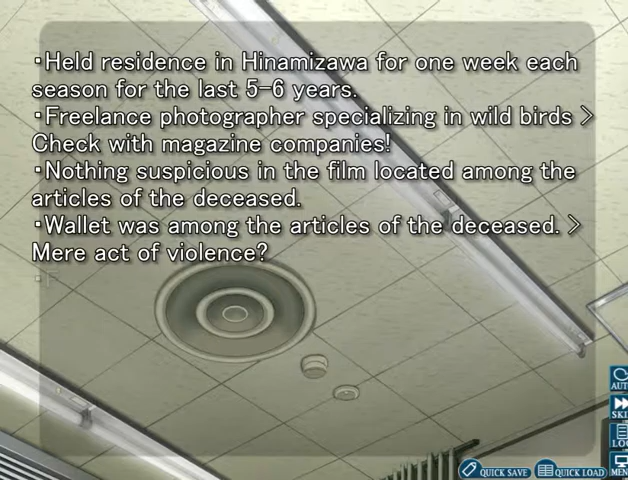 ・Held residence in Hinamizawa for one week each
season for the last 5-6 years.
・Freelance photographer specializing in wild birds >
Check with magazine companies!
・Nothing suspicious in the film located among the
articles of the deceased.
・Wallet was among the articles of the deceased. >
Mere act of violence?
・F
QUICK SAVE QUICK LOAD